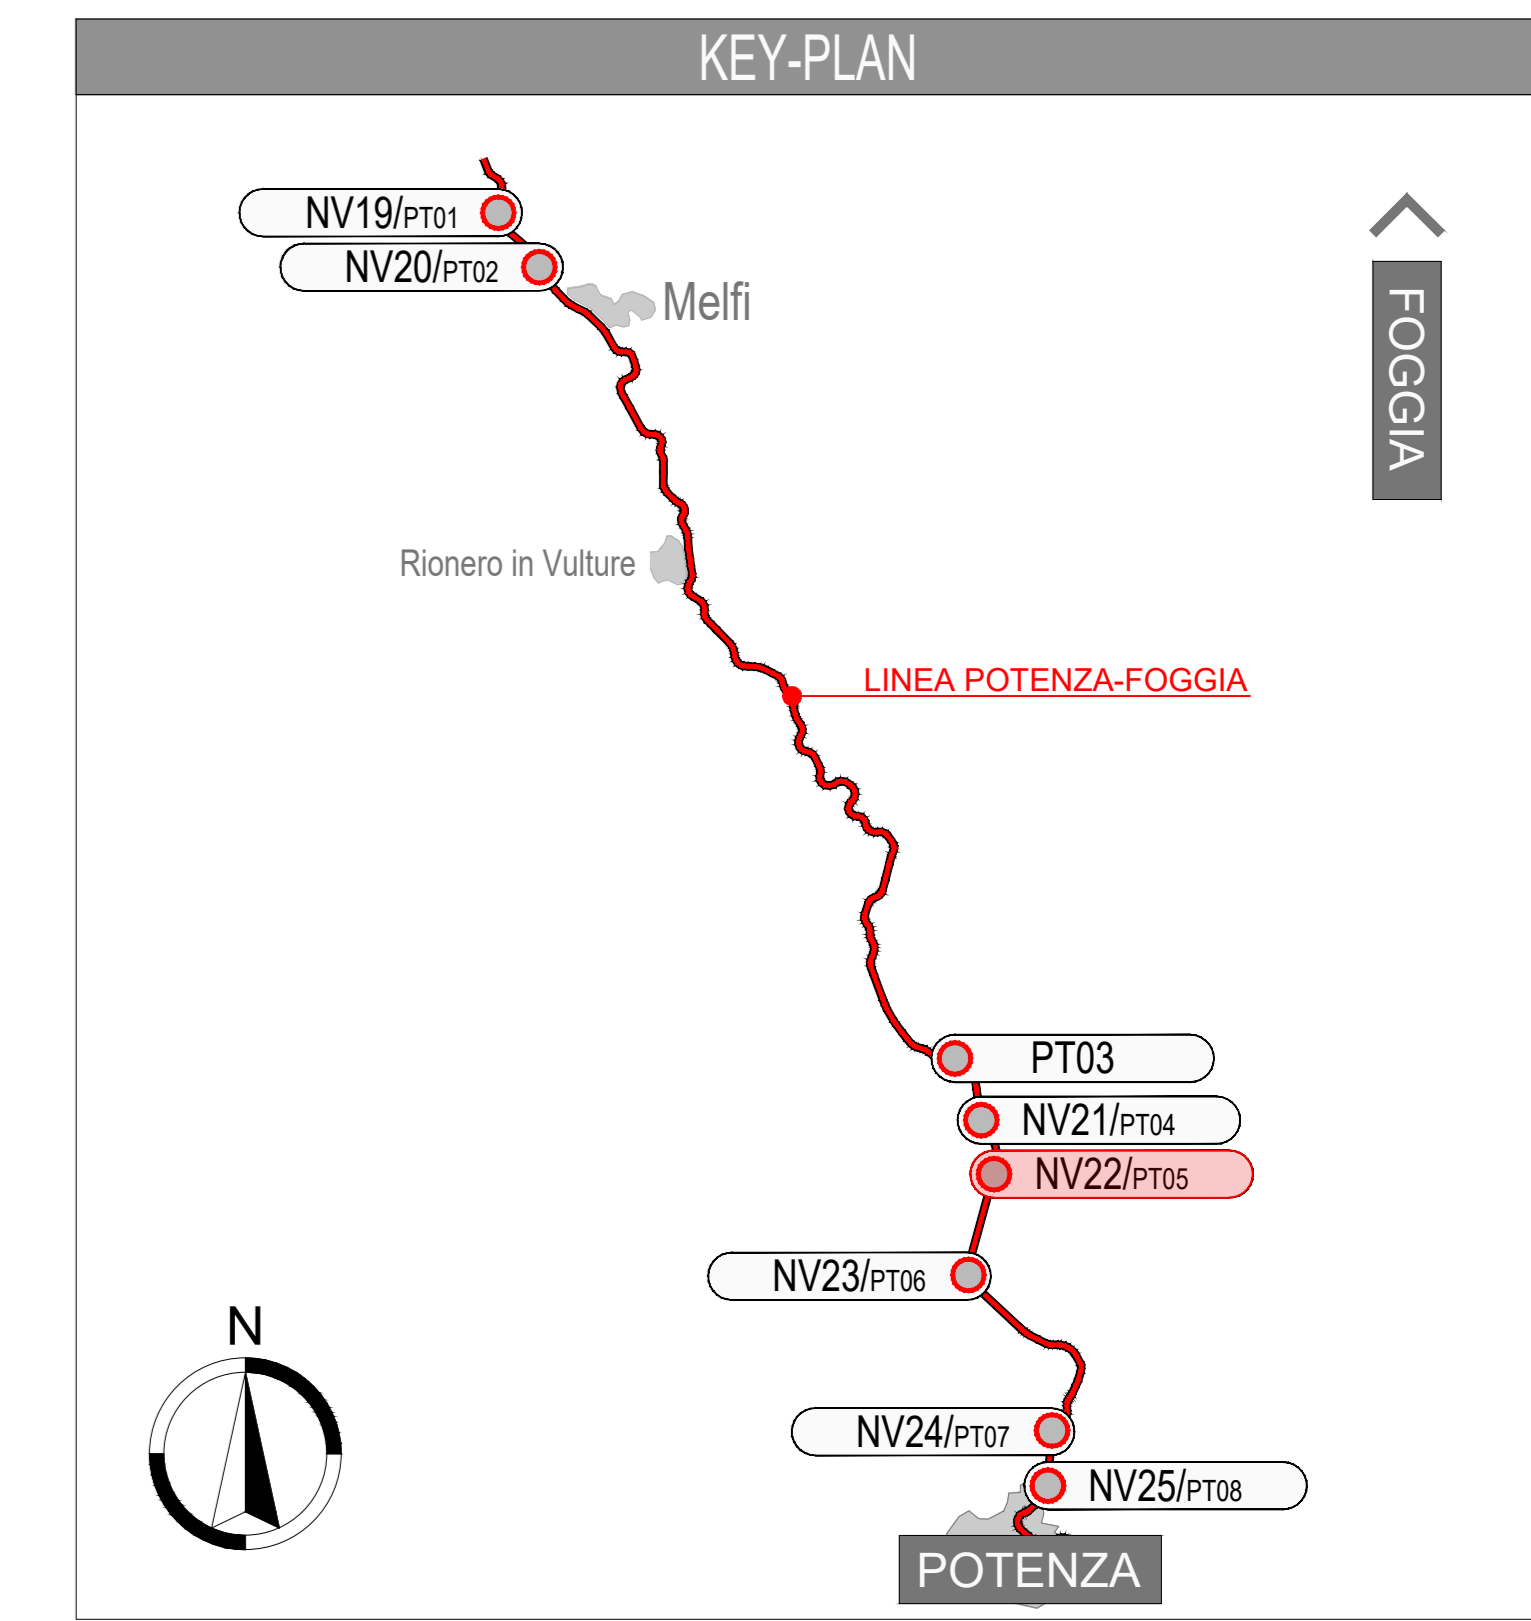 KEY-PLAN
NV19/PT01
NV20/PT02
Melfi
FOGGIA
Rionero in Vulture
LINEA POTENZA-FOGGIA
PT03
NV21/PT04
NV22/PT05
NV23/PT06
N
NV24/PT07
NV25/PT08
POTENZA